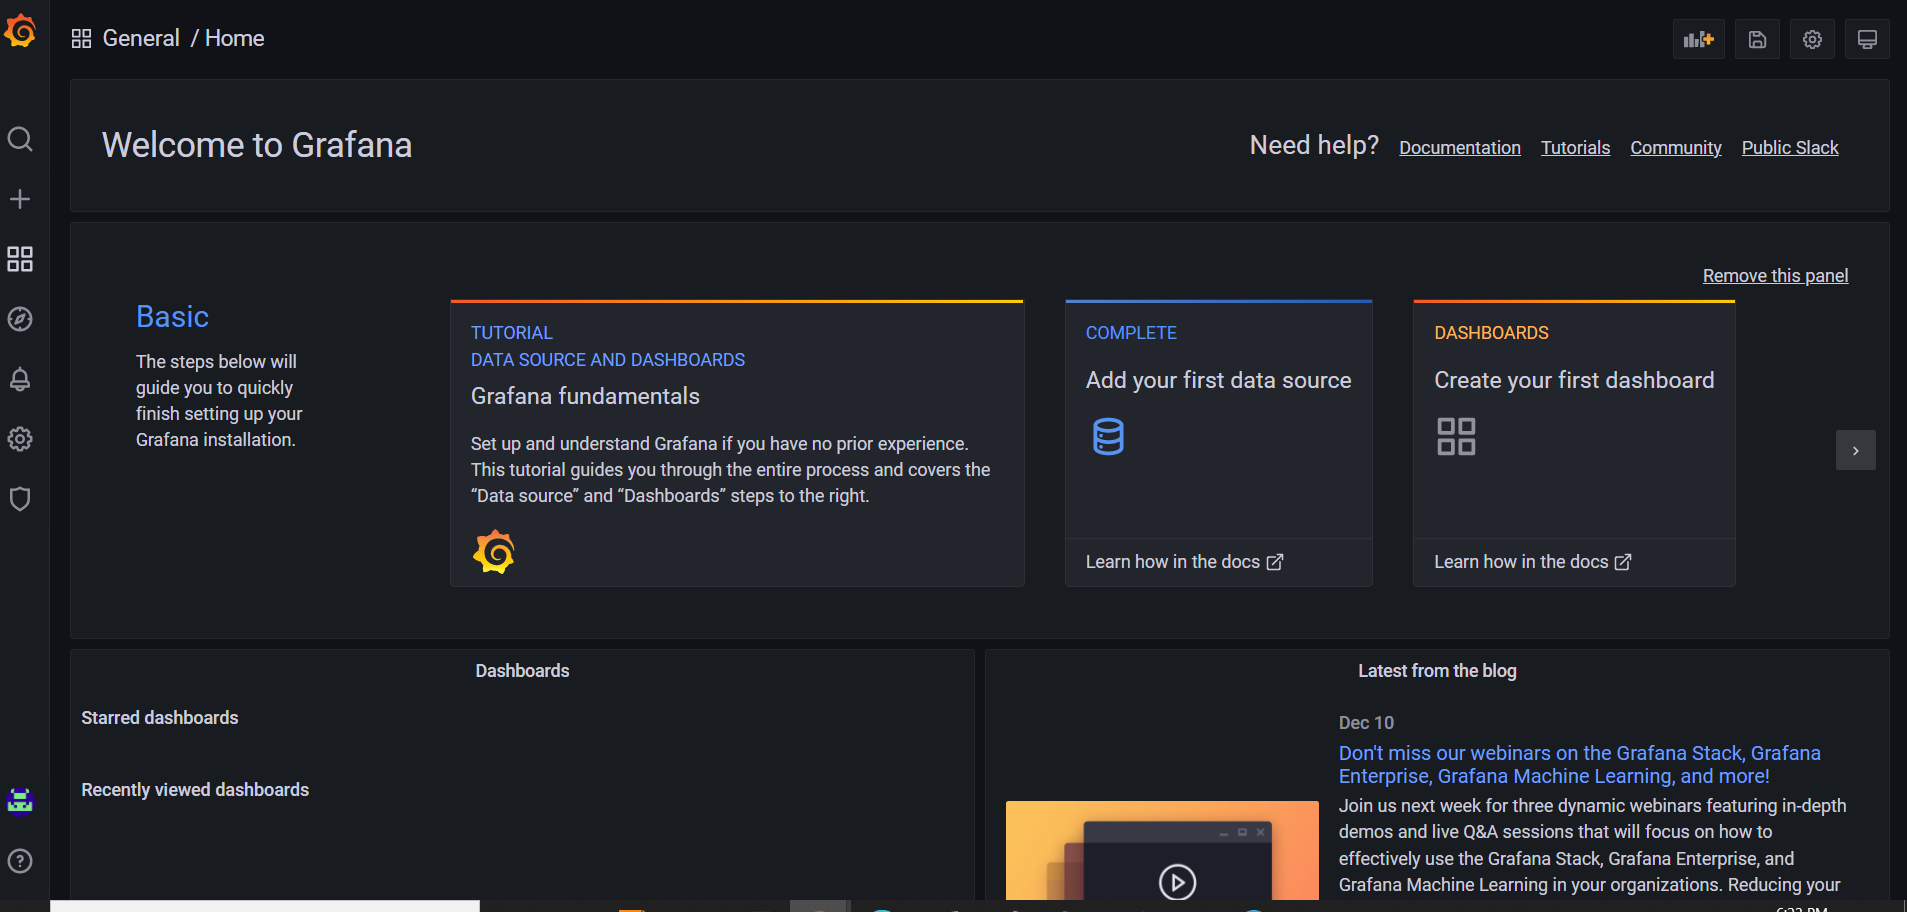 General / Home
Welcome to Grafana
Need help? Documentation Tutorials Community Public Slack
Remove this panel
Basic
The steps below will
guide you to quickly
finish setting up your
Grafana installation.
TUTORIAL
DATA SOURCE AND DASHBOARDS
Grafana fundamentals
Set up and understand Grafana if you have no prior experience.
This tutorial guides you through the entire process and covers the
“Data source” and “Dashboards” steps to the right.
COMPLETE
Add your first data source
Learn how in the docs
DASHBOARDS
Create your first dashboard
Learn how in the docs
Dashboards
Starred dashboards
Recently viewed dashboards
Latest from the blog
Dec 10
Don't miss our webinars on the Grafana Stack, Grafana
Enterprise, Grafana Machine Learning, and more!
Join us next week for three dynamic webinars featuring in-depth
demos and live Q&A sessions that will focus on how to
effectively use the Grafana Stack, Grafana Enterprise, and
Grafana Machine Learning in your organizations. Reducing your